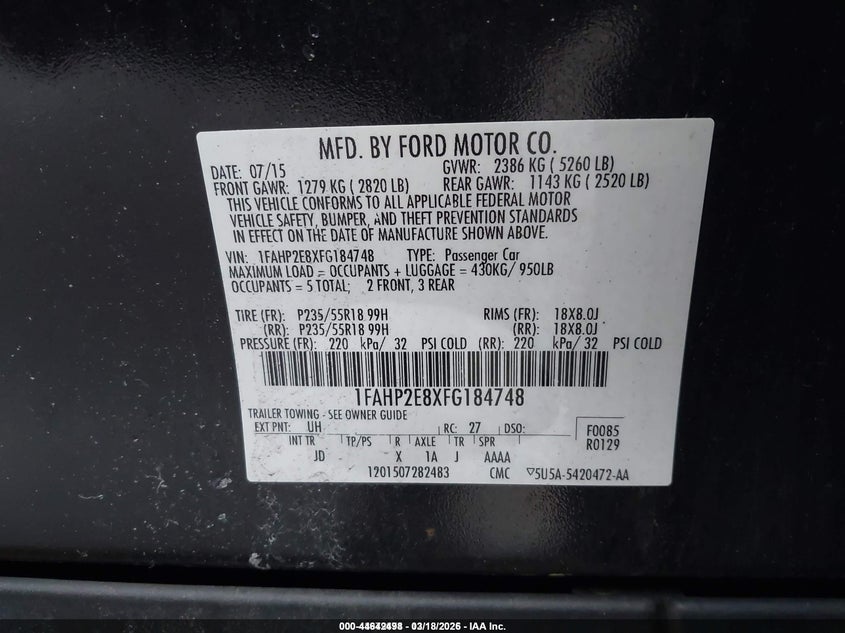 MFD. BY FORD MOTOR CO.
DATE: 07/15 GVWR: 2386 KG ( 5260 LB)
FRONT GAWR: 1279 KG ( 2820 LB) REAR GAWR: 1143 KG ( 2520 LB)
THIS VEHICLE CONFORMS TO ALL APPLICABLE FEDERAL MOTOR
VEHICLE SAFETY, BUMPER, AND THEFT PREVENTION STANDARDS
IN EFFECT ON THE DATE OF MANUFACTURE SHOWN ABOVE.
VIN: 1FAHP2E8XFG184748 TYPE: Passenger Car
MAXIMUM LOAD = OCCUPANTS + LUGGAGE = 430KG/ 950LB
OCCUPANTS = 5 TOTAL; 2 FRONT, 3 REAR
TIRE (FR): P235/55R18 99H RIMS (FR): 18X8.0J
(RR): P235/55R18 99H (RR): 18X8.0J
PRESSURE (FR): 220 kPa/ 32 PSI COLD (RR): 220 kPa/ 32 PSI COLD
1FAHP2E8XFG184748
TRAILER TOWING - SEE OWNER GUIDE
EXT PNT: UH RC: 27 DSO: F0085
INT TR TP/PS R AXLE TR SPR R0129
JD X 1A J AAAA
1201507282483 CMC ▽5U5A-5420472-AA
03/18/2026 - IAA Inc.